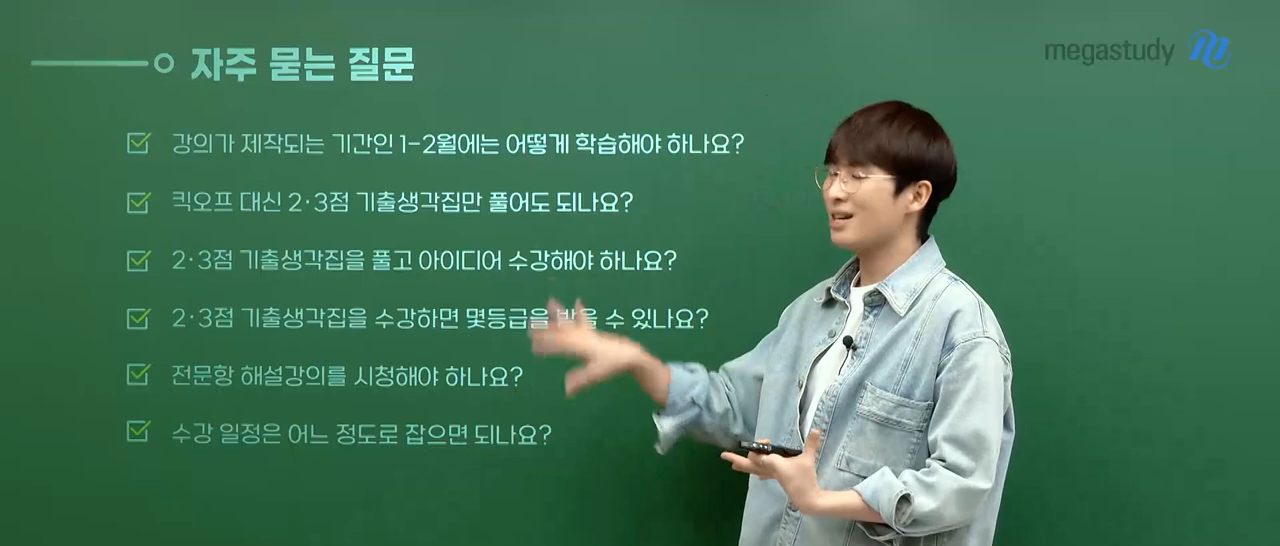 자주 묻는 질문
megastudy
강의가 제작되는 기간인 1-2월에는 어떻게 학습해야 하나요?
킥오프 대신 2·3점 기출생각집만 풀어도 되나요?
2·3점 기출생각집을 풀고 아이디어 수강해야 하나요?
2·3점 기출생각집을 수강하면 몇등급을 받을 수 있나요?
전문항 해설강의를 시청해야 하나요?
수강 일정은 어느 정도로 잡으면 되나요?